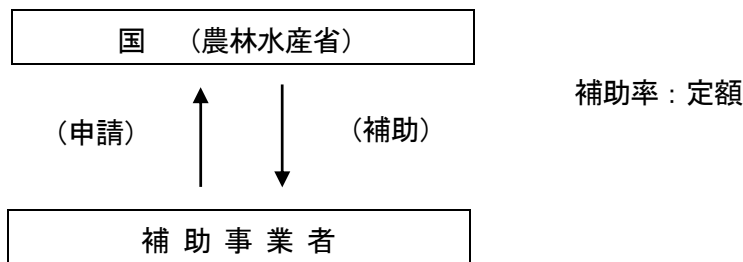 国　（農林水産省）
補助率：定額
（申請）
（補助）
補 助 事 業 者